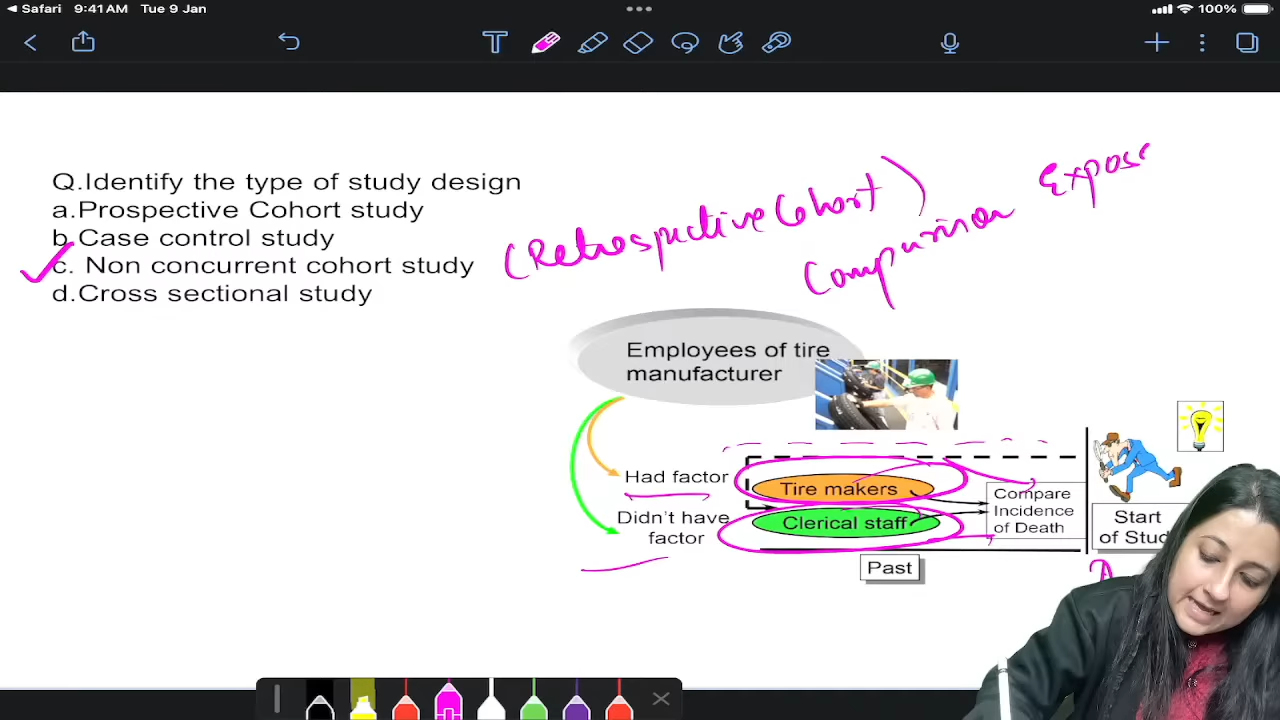 Safari 9:41 AM Tue 9 Jan 100%
T
Q.Identify the type of study design
a.Prospective Cohort study
b.Case control study
c. Non concurrent cohort study
d.Cross sectional study
(Retrospective Cohort)
Comparison Expose
Employees of tire
manufacturer
Had factor
Didn't have
factor
Tire makers
Clerical staff
Compare
Incidence
of Death
Start
of Stud
Past